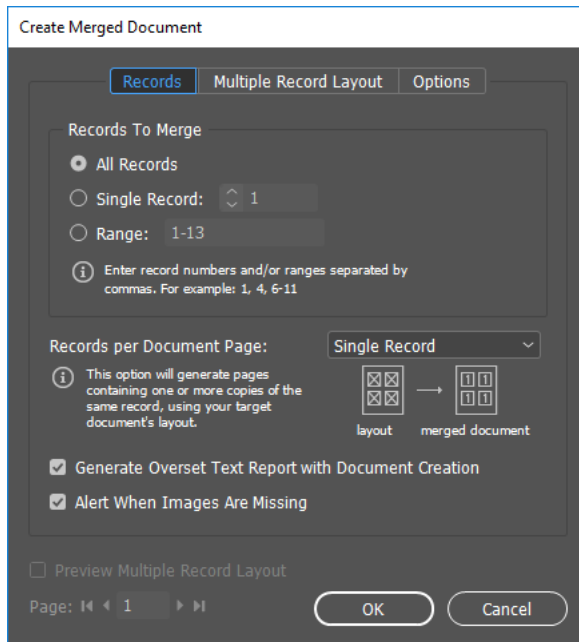 Create Merged Document
Records Multiple Record Layout Options
Records To Merge
All Records
Single Record: 1
Range: 1-13
Enter record numbers and/or ranges separated by
commas. For example: 1, 4, 6-11
Records per Document Page: Single Record
This option will generate pages
containing one or more copies of the
same record, using your target
document's layout.
1 1
1 1
layout merged document
Generate Overset Text Report with Document Creation
Alert When Images Are Missing
Preview Multiple Record Layout
Page: 1
OK Cancel